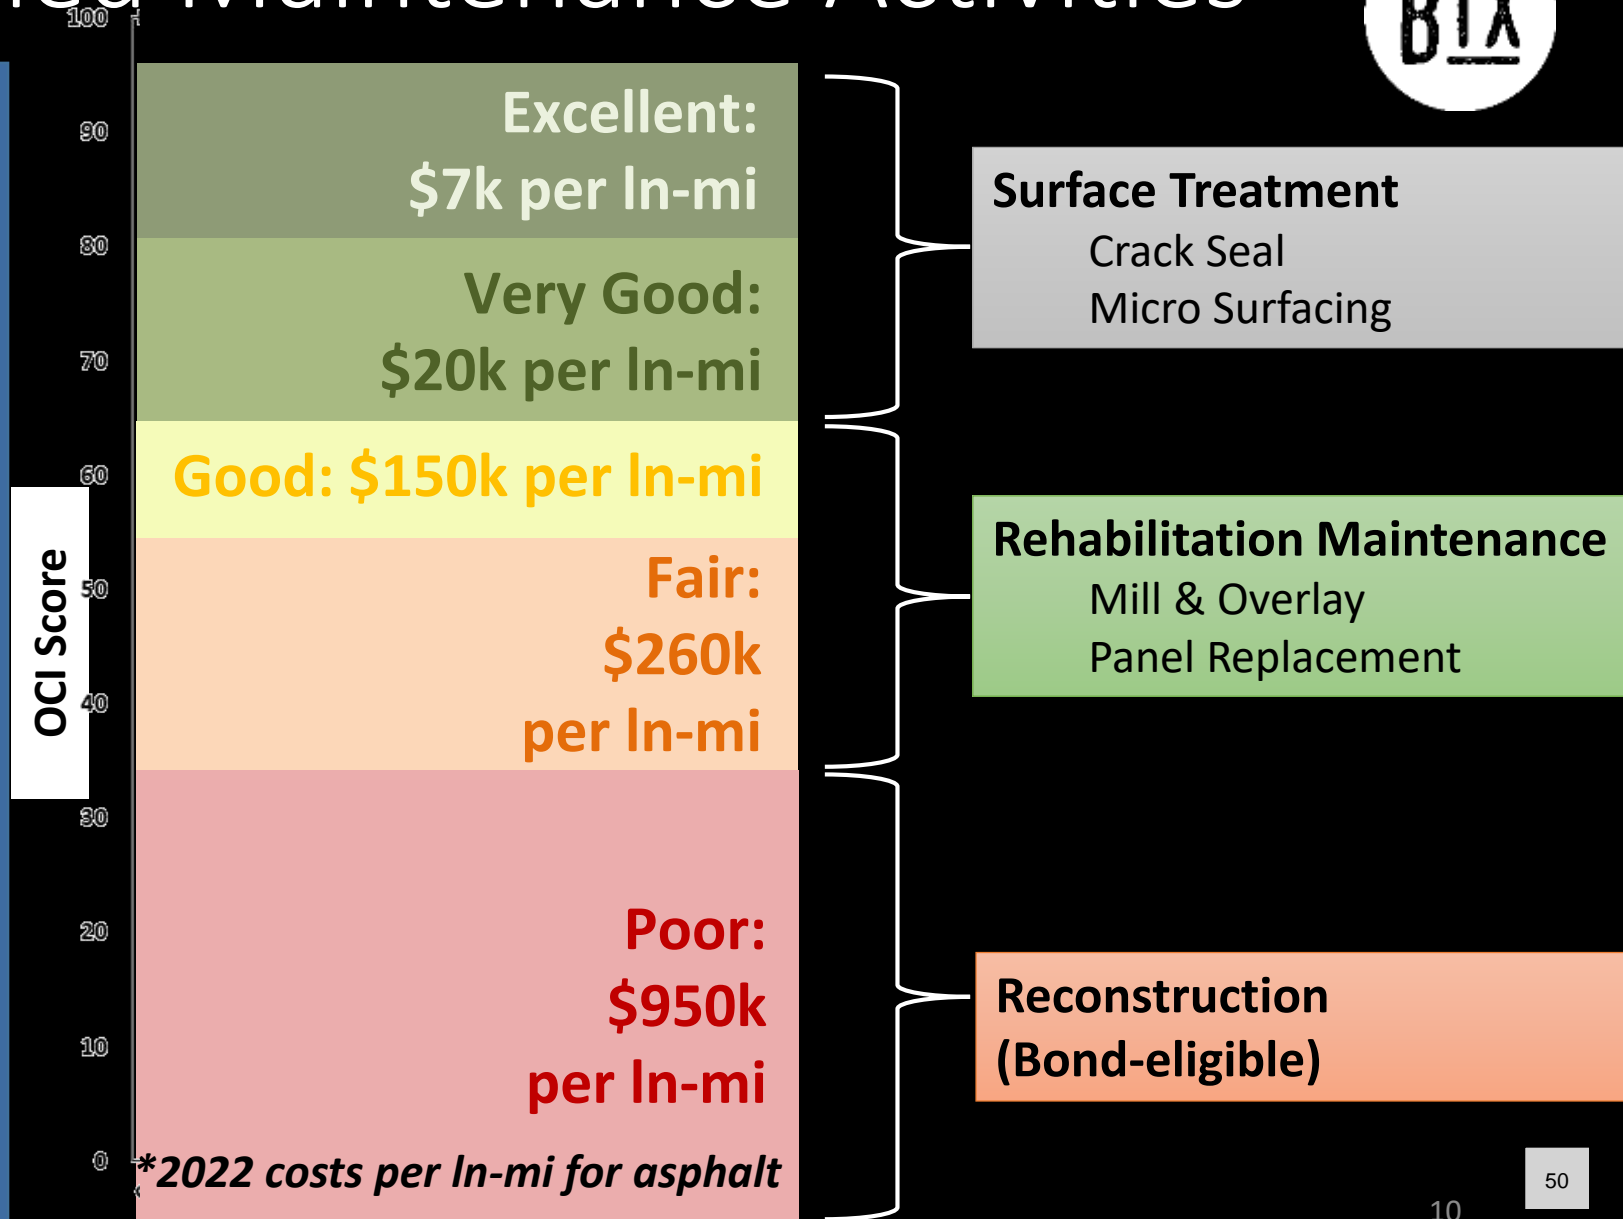 Maintenance Activities
BTX
100
90
80
70
60
50
40
30
20
10
0
OCI Score
Excellent:
$7k per ln-mi
Very Good:
$20k per ln-mi
Good: $150k per ln-mi
Fair:
$260k
per ln-mi
Poor:
$950k
per ln-mi
*2022 costs per ln-mi for asphalt
Surface Treatment
Crack Seal
Micro Surfacing
Rehabilitation Maintenance
Mill & Overlay
Panel Replacement
Reconstruction
(Bond-eligible)
50
10